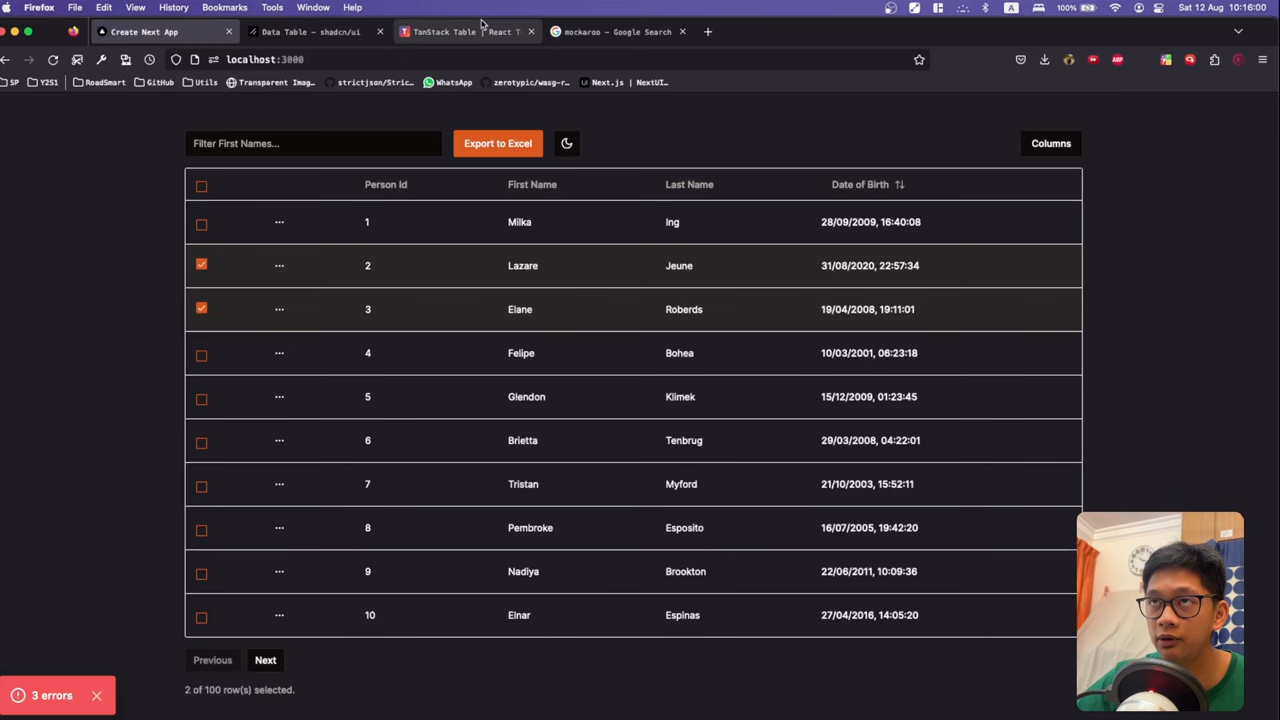 Firefox File Edit View History Bookmarks Tools Window Help A 100% Sat 12 Aug 10:16:00
Create Next App Data Table – shadcn/ui TanStack Table | React T mockaroo – Google Search
localhost:3000
SP Y2S1 RoadSmart GitHub Utils Transparent Imag... strictjson/Stric... WhatsApp zerotypic/wasg-r... Next.js | NextUI...
Filter First Names... Export to Excel Columns
Person Id First Name Last Name Date of Birth
1 Milka Ing 28/09/2009, 16:40:08
2 Lazare Jeune 31/08/2020, 22:57:34
3 Elane Roberds 19/04/2008, 19:11:01
4 Felipe Bohea 10/03/2001, 06:23:18
5 Glendon Klimek 15/12/2009, 01:23:45
6 Brietta Tenbrug 29/03/2008, 04:22:01
7 Tristan Myford 21/10/2003, 15:52:11
8 Pembroke Esposito 16/07/2005, 19:42:20
9 Nadiya Brookton 22/06/2011, 10:09:36
10 Elnar Espinas 27/04/2016, 14:05:20
Previous Next
2 of 100 row(s) selected.
3 errors